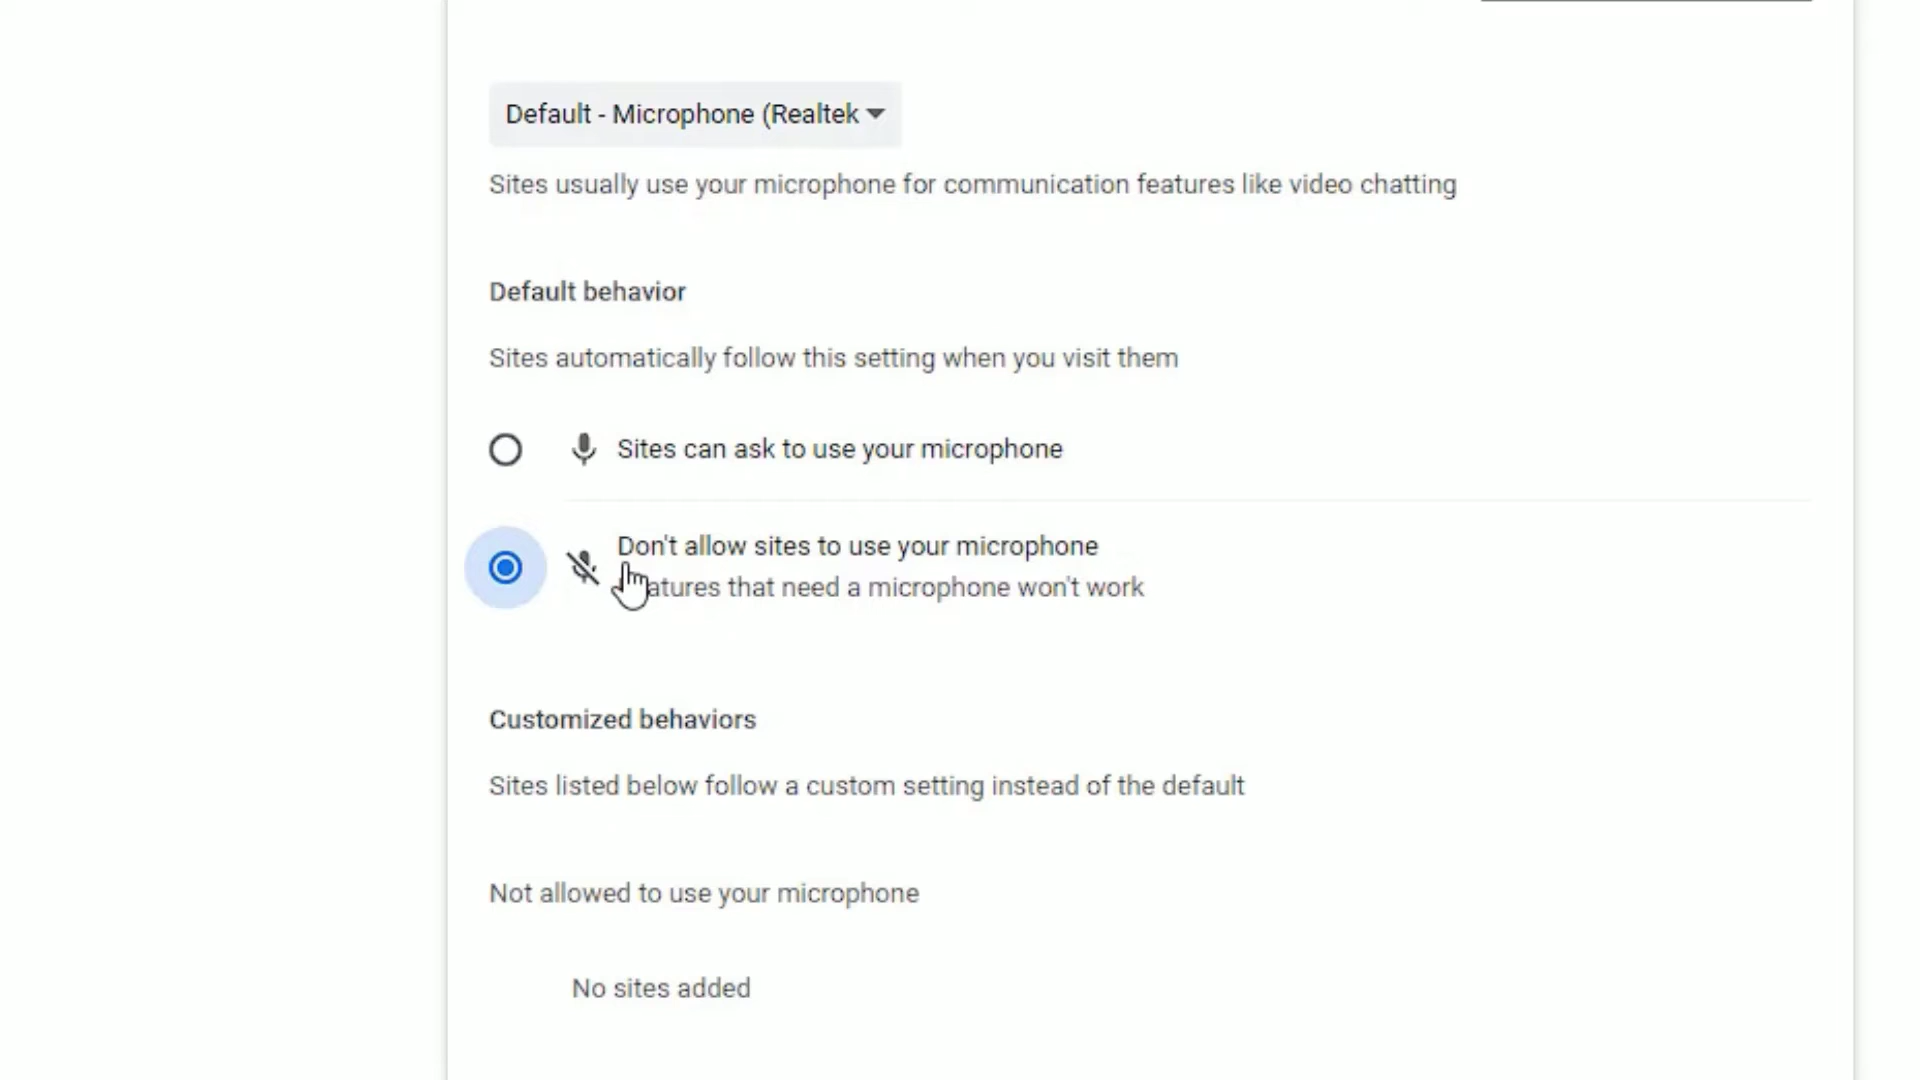 Default - Microphone (Realtek
Sites usually use your microphone for communication features like video chatting
Default behavior
Sites automatically follow this setting when you visit them
Sites can ask to use your microphone
Don't allow sites to use your microphone
atures that need a microphone won't work
Customized behaviors
Sites listed below follow a custom setting instead of the default
Not allowed to use your microphone
No sites added